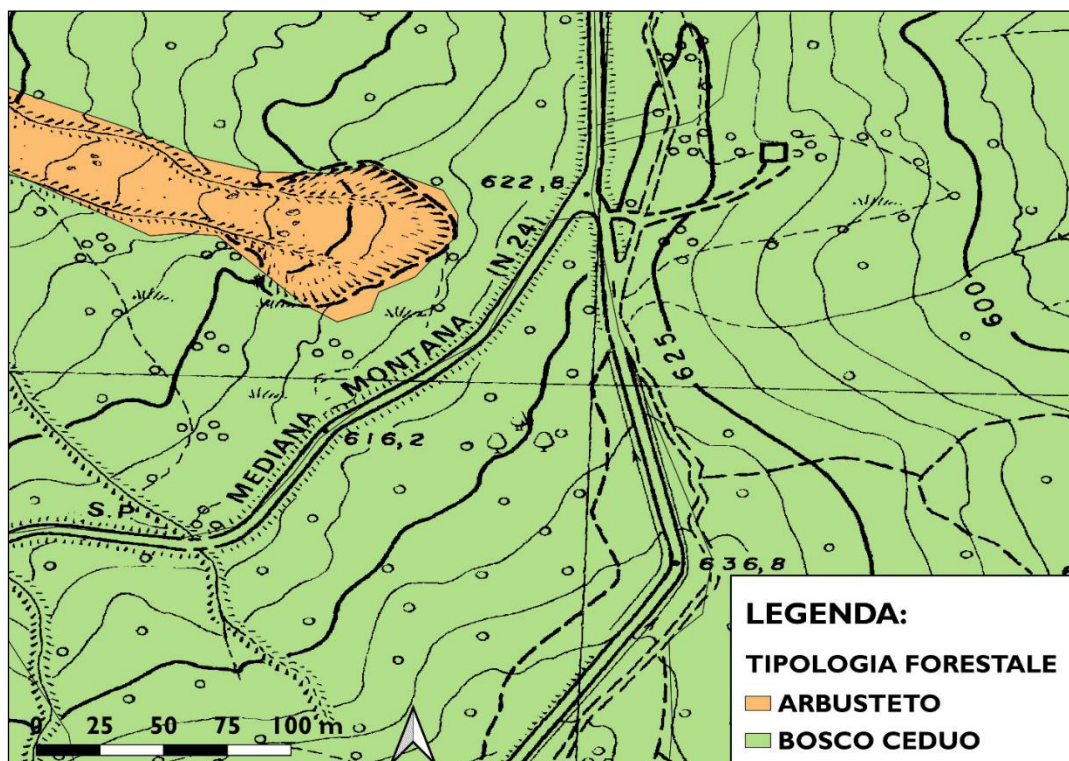 622,8
MEDIANA MONTANA (N 24)
625
600
616,2
S.P.
636,8
LEGENDA:
TIPOLOGIA FORESTALE
ARBUSTETO
BOSCO CEDUO
0 25 50 75 100 m